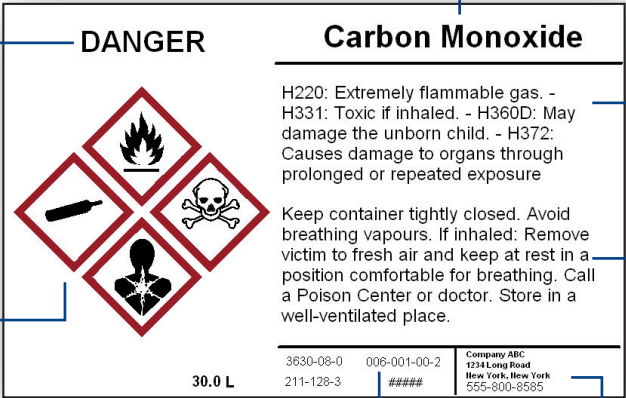 DANGER
Carbon Monoxide
H220: Extremely flammable gas. -
H331: Toxic if inhaled. - H360D: May
damage the unborn child. - H372:
Causes damage to organs through
prolonged or repeated exposure
Keep container tightly closed. Avoid
breathing vapours. If inhaled: Remove
victim to fresh air and keep at rest in a
position comfortable for breathing. Call
a Poison Center or doctor. Store in a
well-ventilated place.
30.0 L
3630-08-0 006-001-00-2
211-128-3 #####
Company ABC
1234 Long Road
New York, New York
555-800-8585